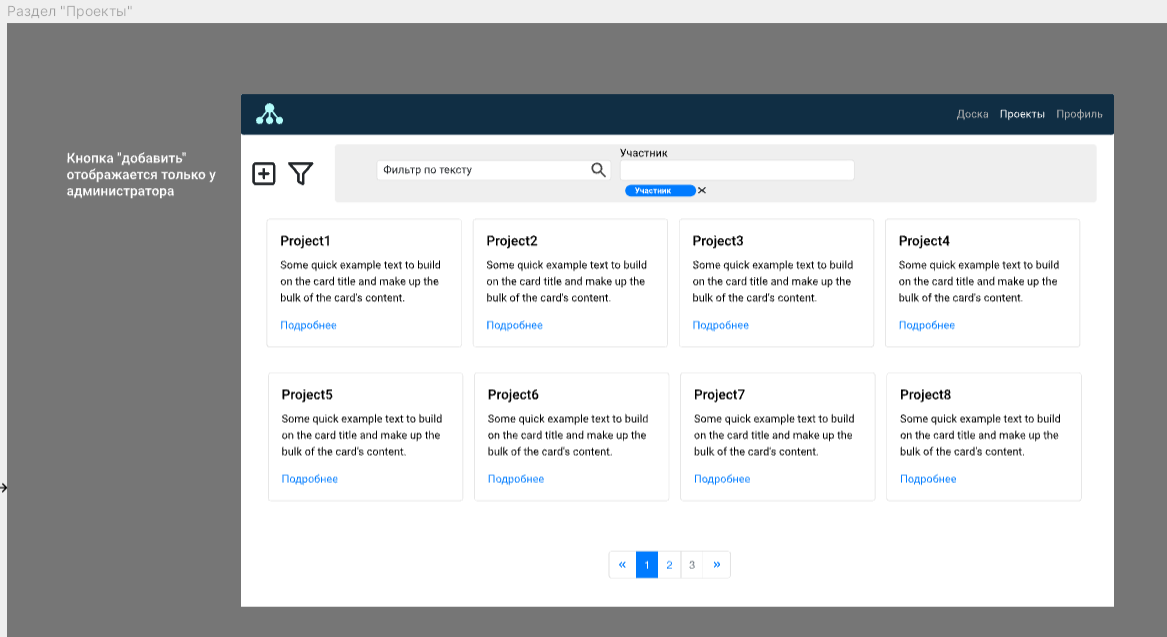 Раздел "Проекты"
Доска Проекты Профиль
Кнопка "добавить"
отображается только у
администратора
Участник
Фильтр по тексту
Участник
Project1
Some quick example text to build
on the card title and make up the
bulk of the card's content.
Подробнее
Project2
Some quick example text to build
on the card title and make up the
bulk of the card's content.
Подробнее
Project3
Some quick example text to build
on the card title and make up the
bulk of the card's content.
Подробнее
Project4
Some quick example text to build
on the card title and make up the
bulk of the card's content.
Подробнее
Project5
Some quick example text to build
on the card title and make up the
bulk of the card's content.
Подробнее
Project6
Some quick example text to build
on the card title and make up the
bulk of the card's content.
Подробнее
Project7
Some quick example text to build
on the card title and make up the
bulk of the card's content.
Подробнее
Project8
Some quick example text to build
on the card title and make up the
bulk of the card's content.
Подробнее
« 1 2 3 »